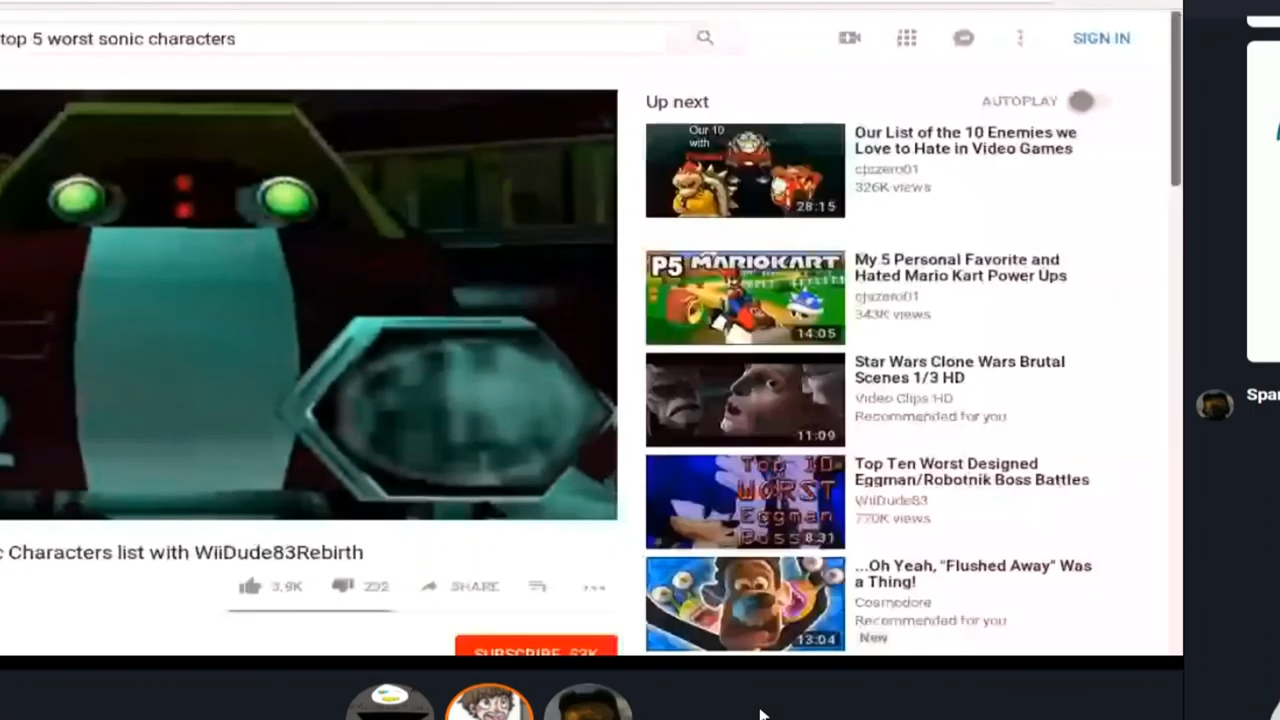 top 5 worst sonic characters
SIGN IN
Up next
AUTOPLAY
Our 10
with
28:15
Our List of the 10 Enemies we
Love to Hate in Video Games
cjszero01
326K views
P5 MARIOKART
14:05
My 5 Personal Favorite and
Hated Mario Kart Power Ups
cjszero01
343K views
11:09
Star Wars Clone Wars Brutal
Scenes 1/3 HD
Video Clips HD
Recommended for you
Top 10
WORST
Eggman
Boss
8:31
Top Ten Worst Designed
Eggman/Robotnik Boss Battles
WiiDude83
770K views
13:04
...Oh Yeah, "Flushed Away" Was
a Thing!
Cosmodore
Recommended for you
New
c Characters list with WiiDude83Rebirth
3.9K
232
SHARE
SUBSCRIBE 53K
Spar